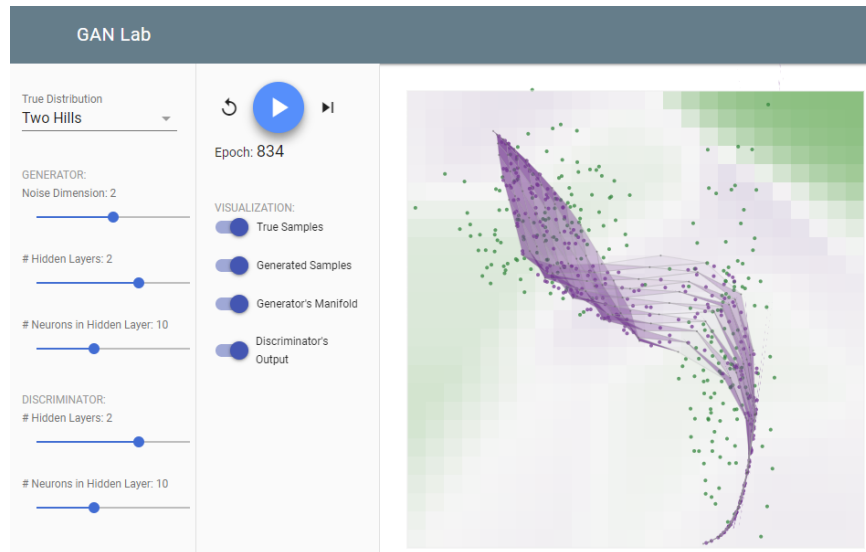 GAN Lab
True Distribution
Two Hills
GENERATOR:
Noise Dimension: 2
# Hidden Layers: 2
# Neurons in Hidden Layer: 10
DISCRIMINATOR:
# Hidden Layers: 2
# Neurons in Hidden Layer: 10
Epoch: 834
VISUALIZATION:
True Samples
Generated Samples
Generator's Manifold
Discriminator's
Output